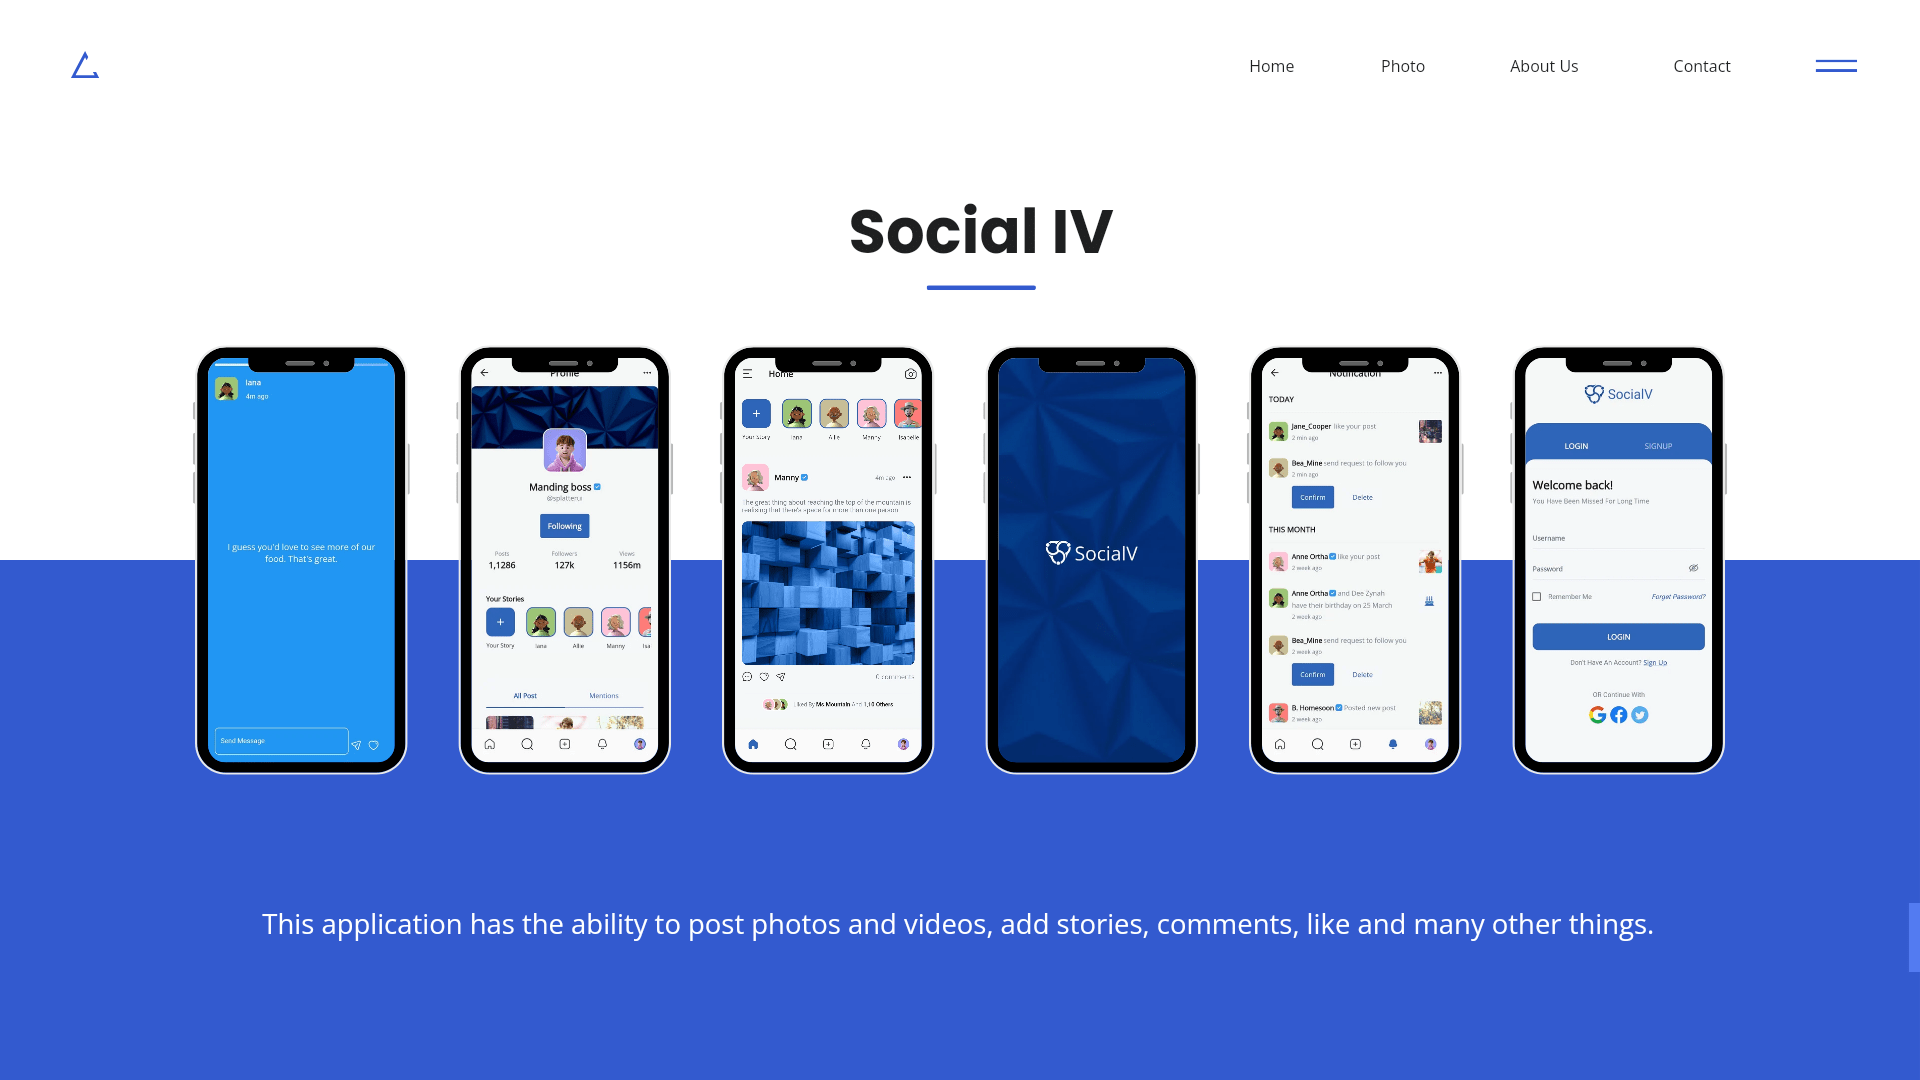 Home
Photo
About Us
Contact
Social IV
Iana
4m ago
I guess you'd love to see more of our
food. That's great.
Send Message
Profile
Manding boss
@splatterui
Following
Posts
Followers
Views
1,1286
127k
1156m
Your Stories
Your Story
Iana
Allie
Manny
Isa
All Post
Mentions
Home
Your Story
Iana
Allie
Manny
Isabelle
Manny
4m ago
The great thing about reaching the top of the mountain is
realising that there's space for more than one person.
0 comments
Liked By Ms Mountain And 1,10 Others
SocialV
Notification
TODAY
Jane_Cooper like your post
2 min ago
Bea_Mine send request to follow you
2 min ago
Confirm
Delete
THIS MONTH
Anne Ortha like your post
2 week ago
Anne Ortha and Dee Zynah
have their birthday on 25 March
2 week ago
Bea_Mine send request to follow you
2 week ago
Confirm
Delete
B. Homesoon Posted new post
2 week ago
SocialV
LOGIN
SIGNUP
Welcome back!
You Have Been Missed For Long Time
Username
Password
Remember Me
Forget Password?
LOGIN
Don't Have An Account? Sign Up
OR Continue With
This application has the ability to post photos and videos, add stories, comments, like and many other things.